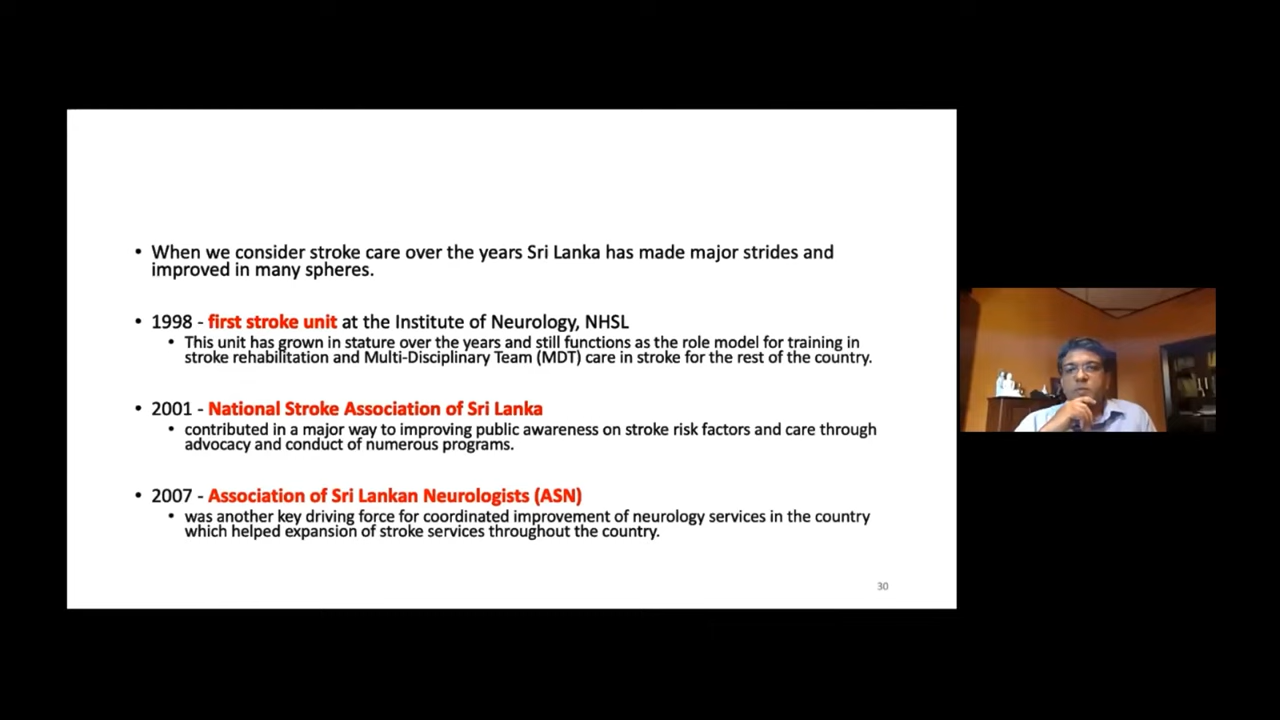 • When we consider stroke care over the years Sri Lanka has made major strides and
improved in many spheres.
• 1998 - first stroke unit at the Institute of Neurology, NHSL
• This unit has grown in stature over the years and still functions as the role model for training in
stroke rehabilitation and Multi-Disciplinary Team (MDT) care in stroke for the rest of the country.
• 2001 - National Stroke Association of Sri Lanka
• contributed in a major way to improving public awareness on stroke risk factors and care through
advocacy and conduct of numerous programs.
• 2007 - Association of Sri Lankan Neurologists (ASN)
• was another key driving force for coordinated improvement of neurology services in the country
which helped expansion of stroke services throughout the country.
30